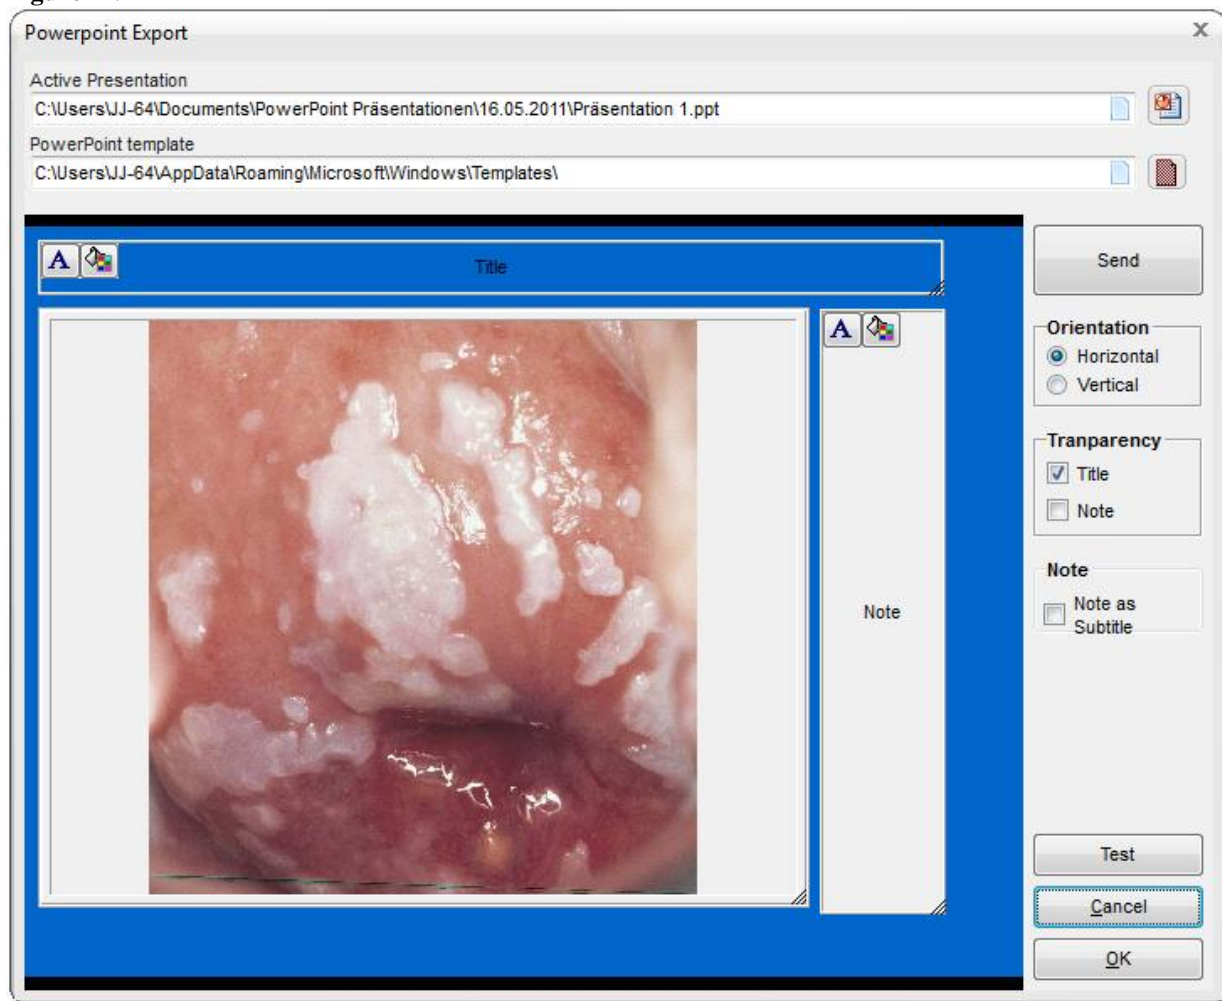 Powerpoint Export
Active Presentation
C:\Users\JJ-64\Documents\PowerPoint Präsentationen\16.05.2011\Präsentation 1.ppt
PowerPoint template
C:\Users\JJ-64\AppData\Roaming\Microsoft\Windows\Templates\
A
Title
A
Note
Send
Orientation
Horizontal
Vertical
Tranparency
Title
Note
Note
Note as
Subtitle
Test
Cancel
OK